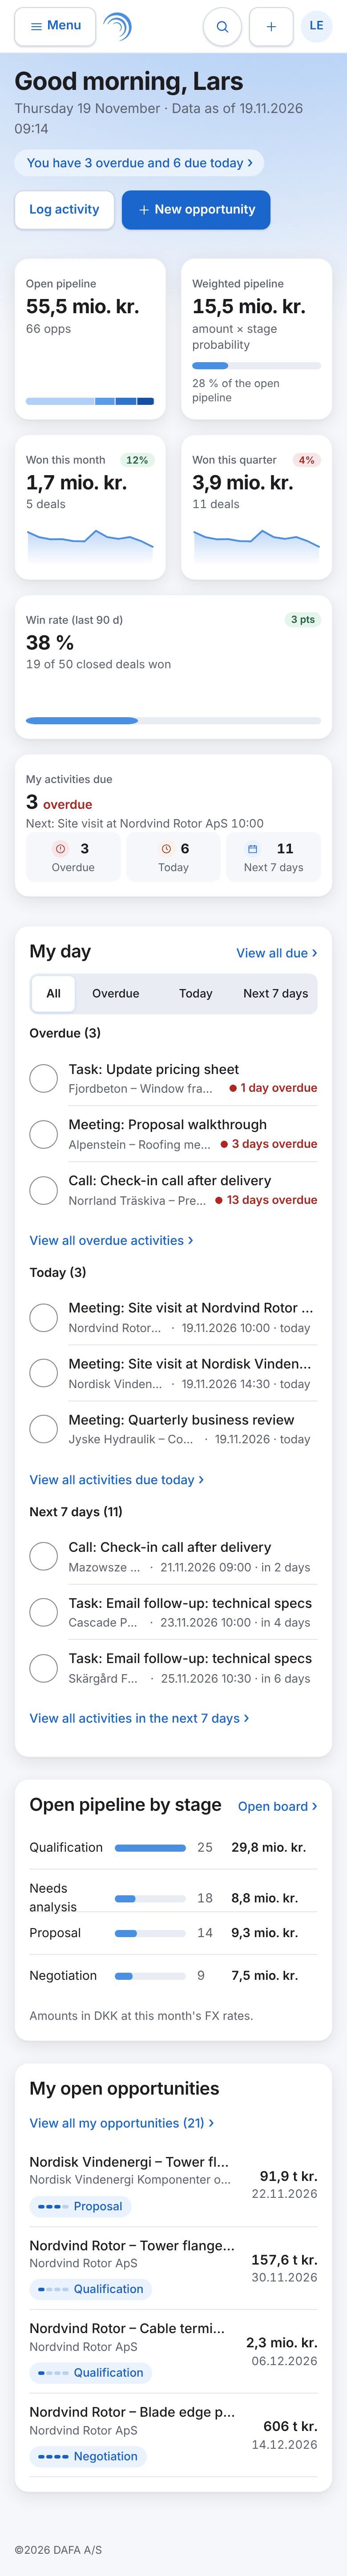 Menu
LE
Good morning, Lars
Thursday 19 November · Data as of 19.11.2026
09:14
You have 3 overdue and 6 due today ›
Log activity
+ New opportunity
Open pipeline
55,5 mio. kr.
66 opps
Weighted pipeline
15,5 mio. kr.
amount × stage
probability
28 % of the open
pipeline
Won this month 12%
1,7 mio. kr.
5 deals
Won this quarter 4%
3,9 mio. kr.
11 deals
Win rate (last 90 d) 3 pts
38 %
19 of 50 closed deals won
My activities due
3 overdue
Next: Site visit at Nordvind Rotor ApS 10:00
3
Overdue
6
Today
11
Next 7 days
My day
View all due ›
All Overdue Today Next 7 days
Overdue (3)
Task: Update pricing sheet
Fjordbeton – Window fra... 1 day overdue
Meeting: Proposal walkthrough
Alpenstein – Roofing me... 3 days overdue
Call: Check-in call after delivery
Norrland Träskiva – Pre... 13 days overdue
View all overdue activities ›
Today (3)
Meeting: Site visit at Nordvind Rotor ...
Nordvind Rotor... · 19.11.2026 10:00 · today
Meeting: Site visit at Nordisk Vinden...
Nordisk Vinden... · 19.11.2026 14:30 · today
Meeting: Quarterly business review
Jyske Hydraulik – Co... · 19.11.2026 · today
View all activities due today ›
Next 7 days (11)
Call: Check-in call after delivery
Mazowsze ... · 21.11.2026 09:00 · in 2 days
Task: Email follow-up: technical specs
Cascade P... · 23.11.2026 10:00 · in 4 days
Task: Email follow-up: technical specs
Skärgård F... · 25.11.2026 10:30 · in 6 days
View all activities in the next 7 days ›
Open pipeline by stage
Open board ›
Qualification 25 29,8 mio. kr.
Needs
analysis 18 8,8 mio. kr.
Proposal 14 9,3 mio. kr.
Negotiation 9 7,5 mio. kr.
Amounts in DKK at this month's FX rates.
My open opportunities
View all my opportunities (21) ›
Nordisk Vindenergi – Tower fl...
Nordisk Vindenergi Komponenter o...
Proposal
91,9 t kr.
22.11.2026
Nordvind Rotor – Tower flange...
Nordvind Rotor ApS
Qualification
157,6 t kr.
30.11.2026
Nordvind Rotor – Cable termi...
Nordvind Rotor ApS
Qualification
2,3 mio. kr.
06.12.2026
Nordvind Rotor – Blade edge p...
Nordvind Rotor ApS
Negotiation
606 t kr.
14.12.2026
©2026 DAFA A/S